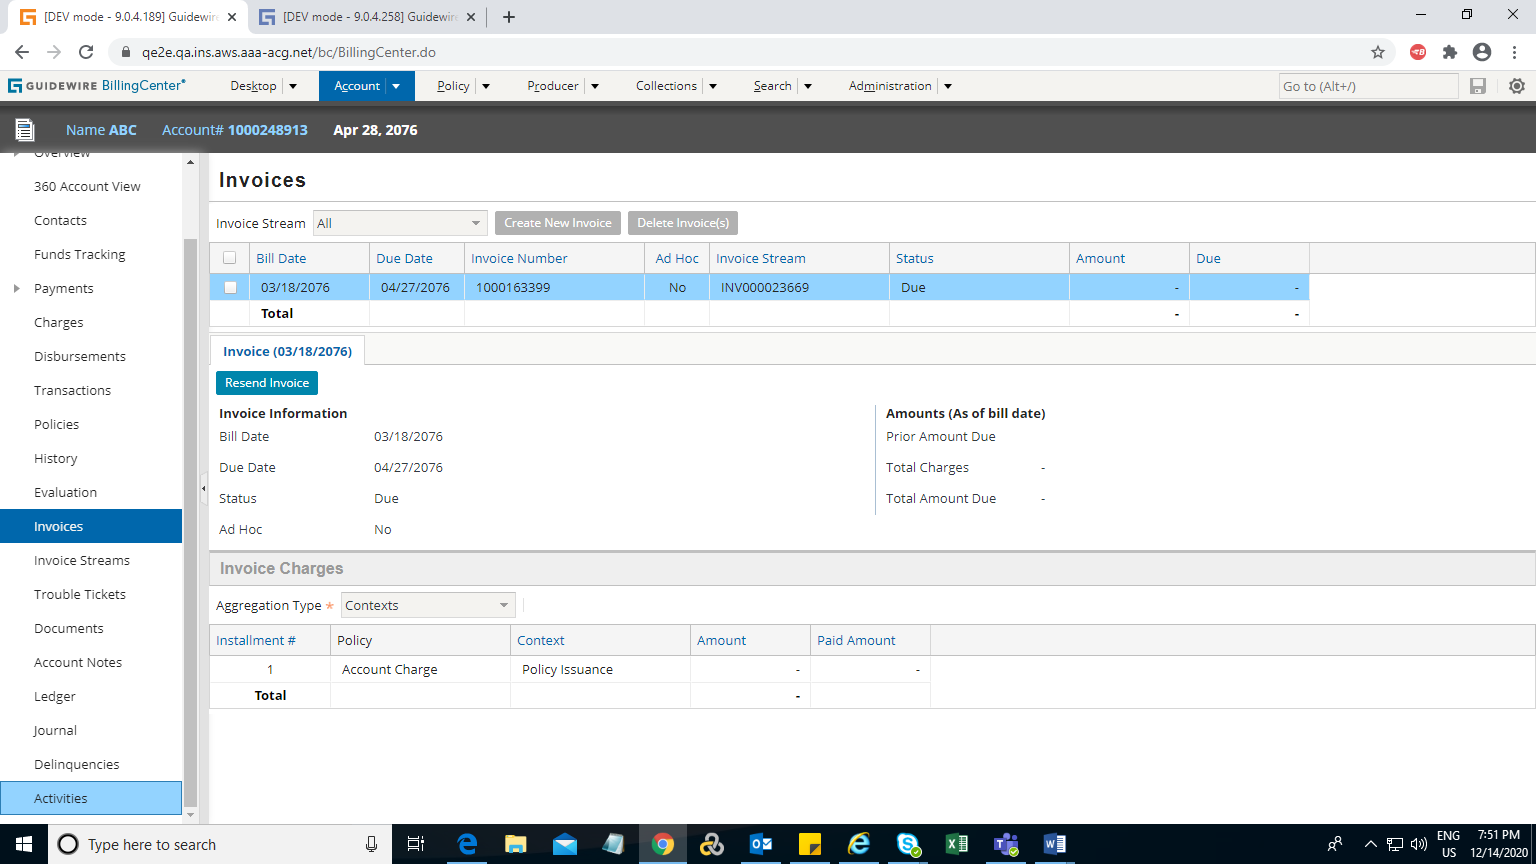 [DEV mode - 9.0.4.189] Guidewire
[DEV mode - 9.0.4.258] Guidewire
qe2e.qa.ins.aws.aaa-acg.net/bc/BillingCenter.do
GUIDEWIRE BillingCenter
Desktop
Account
Policy
Producer
Collections
Search
Administration
Go to (Alt+/)
Name ABC Account# 1000248913 Apr 28, 2076
Overview
360 Account View
Contacts
Funds Tracking
Payments
Charges
Disbursements
Transactions
Policies
History
Evaluation
Invoices
Invoice Streams
Trouble Tickets
Documents
Account Notes
Ledger
Journal
Delinquencies
Activities
Invoices
Invoice Stream All Create New Invoice Delete Invoice(s)
Bill Date Due Date Invoice Number Ad Hoc Invoice Stream Status Amount Due
03/18/2076 04/27/2076 1000163399 No INV000023669 Due - -
Total - -
Invoice (03/18/2076)
Resend Invoice
Invoice Information
Bill Date 03/18/2076
Due Date 04/27/2076
Status Due
Ad Hoc No
Amounts (As of bill date)
Prior Amount Due
Total Charges -
Total Amount Due -
Invoice Charges
Aggregation Type * Contexts
Installment # Policy Context Amount Paid Amount
1 Account Charge Policy Issuance - -
Total -
Type here to search
ENG
US
7:51 PM
12/14/2020